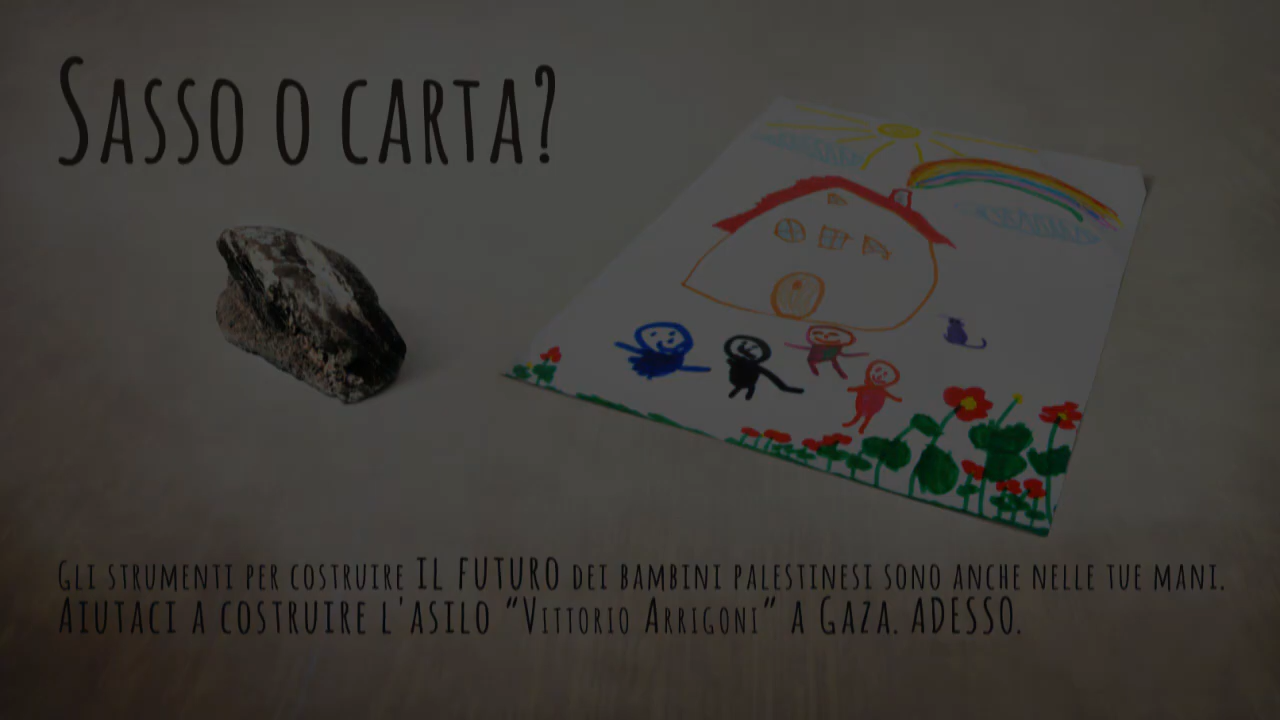 Sasso o carta?
Gli strumenti per costruire IL FUTURO dei bambini palestinesi sono anche nelle tue mani.
Aiutaci a costruire l'asilo “Vittorio Arrigoni” a Gaza. ADESSO.